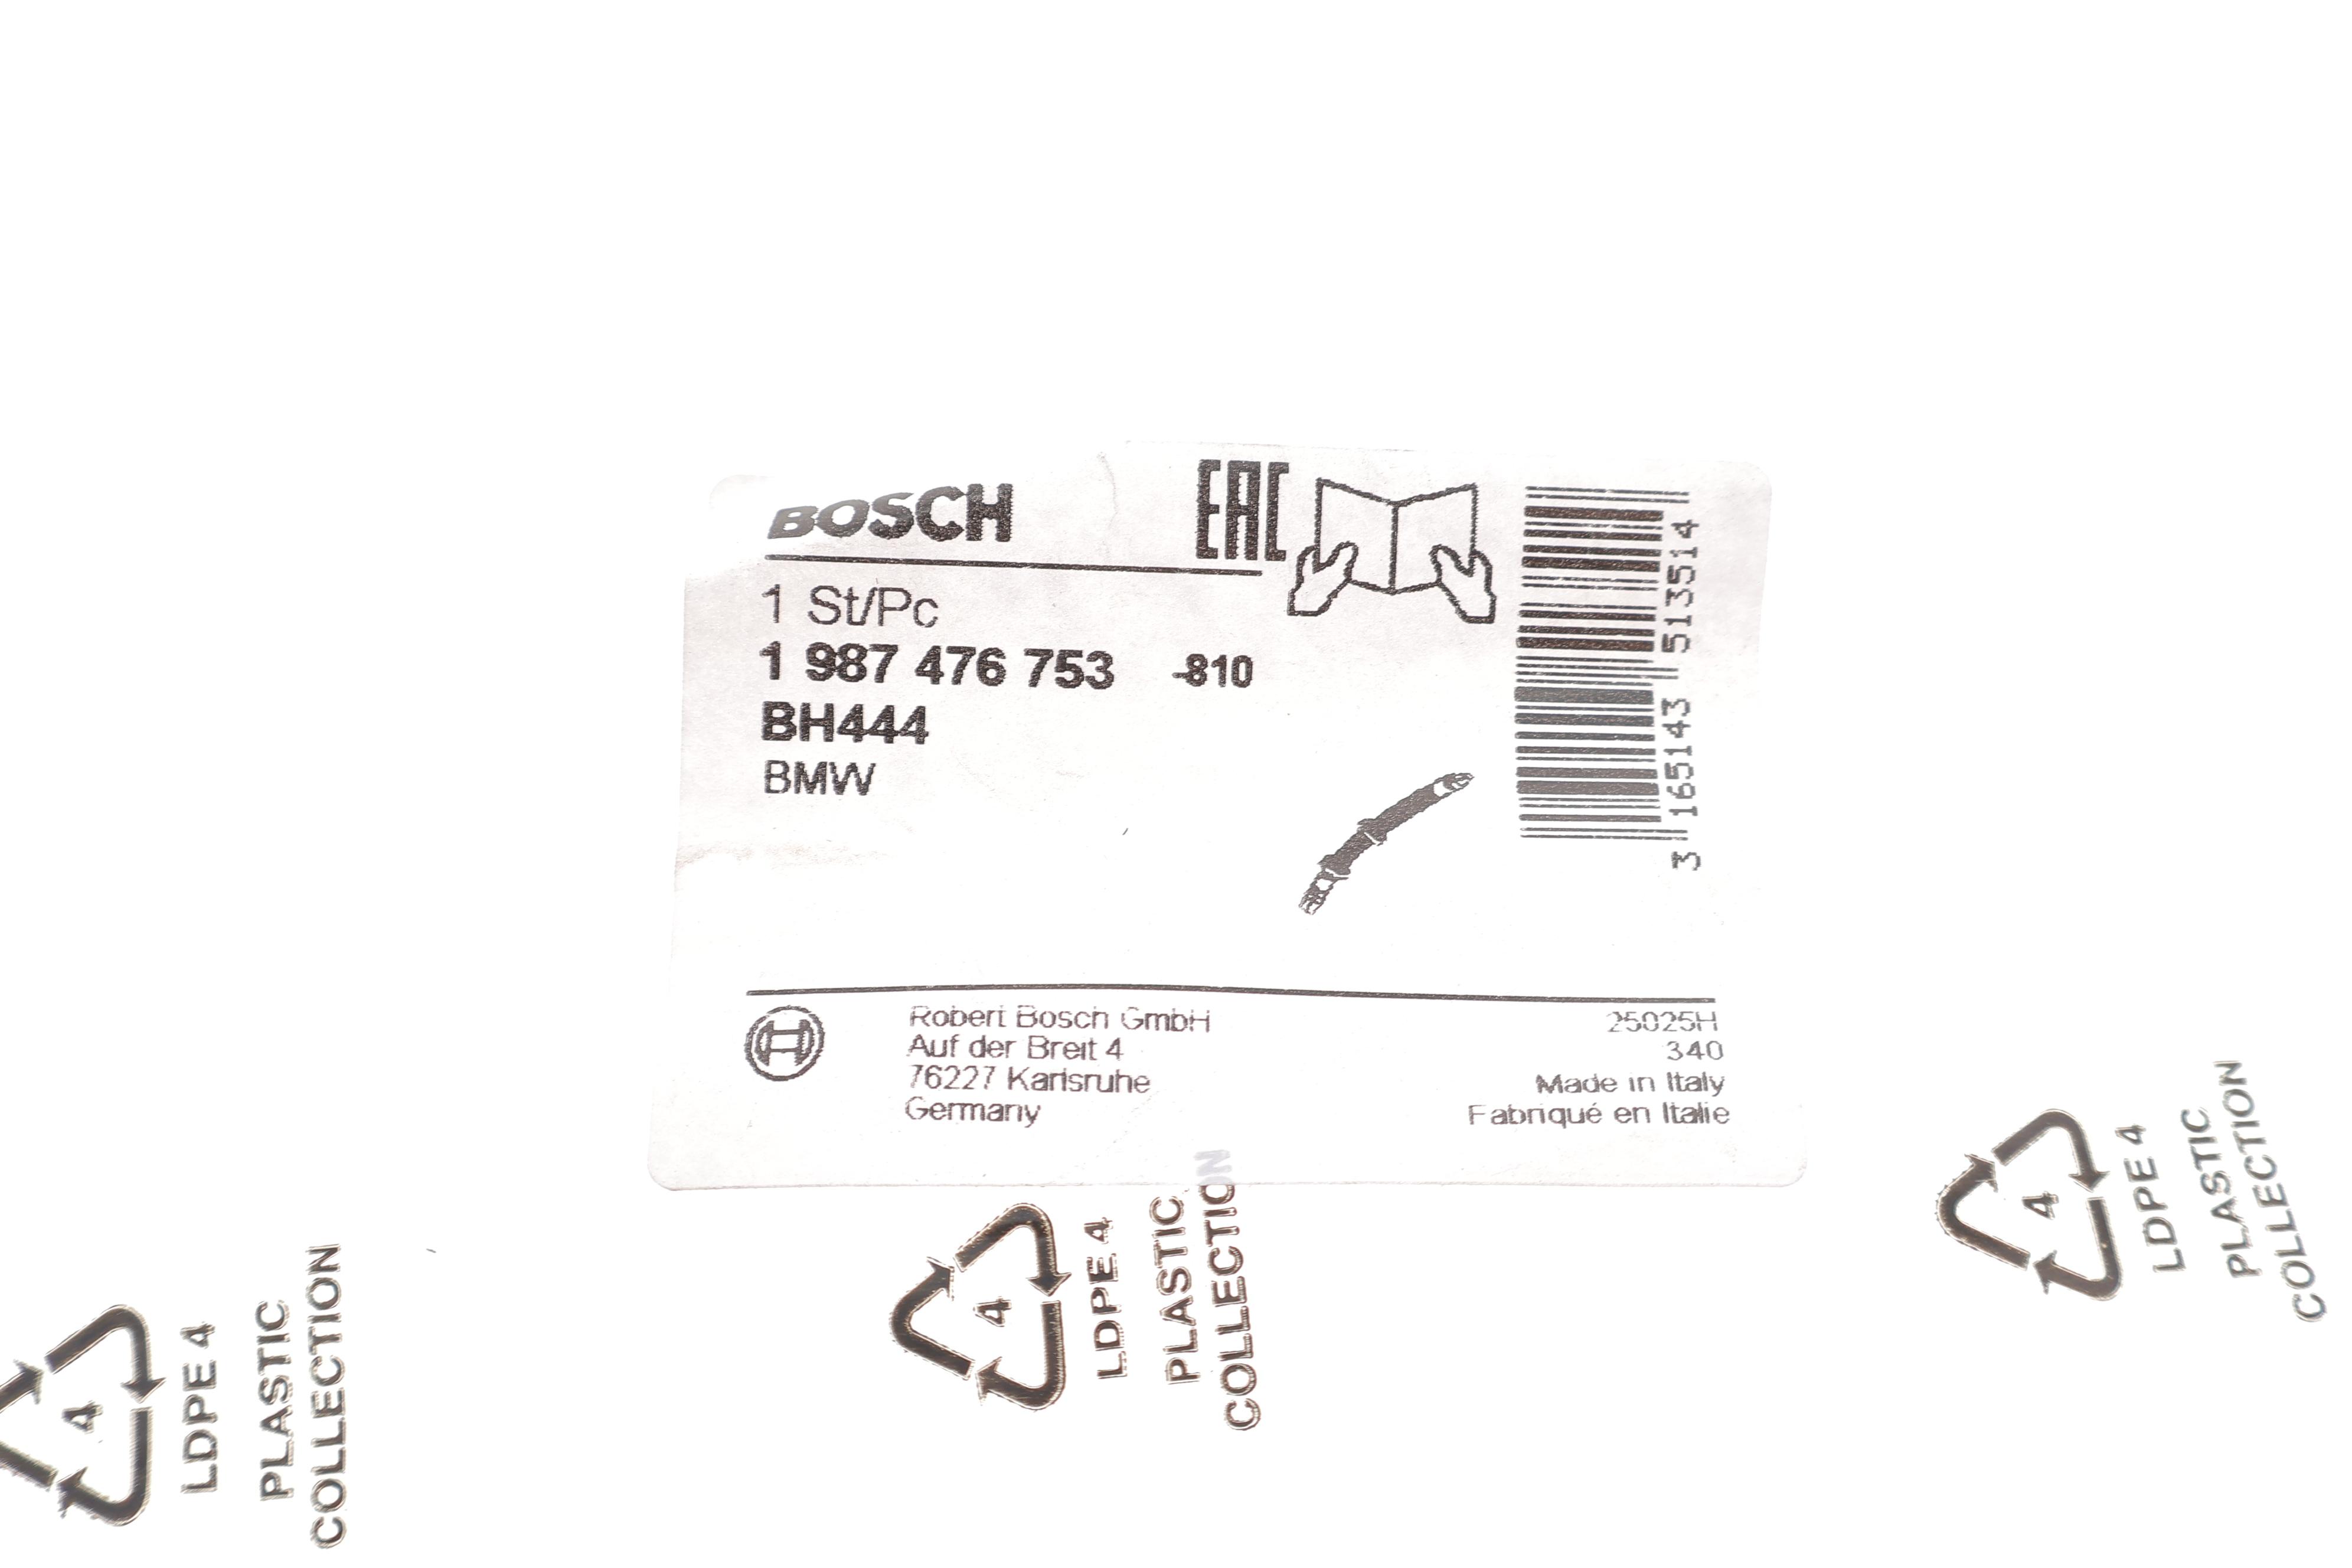 BOSCH
EAC
1 St/Pc
1 987 476 753 -810
BH444
BMW
3 165143 513514
Robert Bosch GmbH
Auf der Breit 4
76227 Karlsruhe
Germany
25025H
340
Made in Italy
Fabriqué en Italie
4
LDPE 4
PLASTIC
COLLECTION
4
LDPE 4
PLASTIC
COLLECTION
4
LDPE 4
PLASTIC
COLLECTION